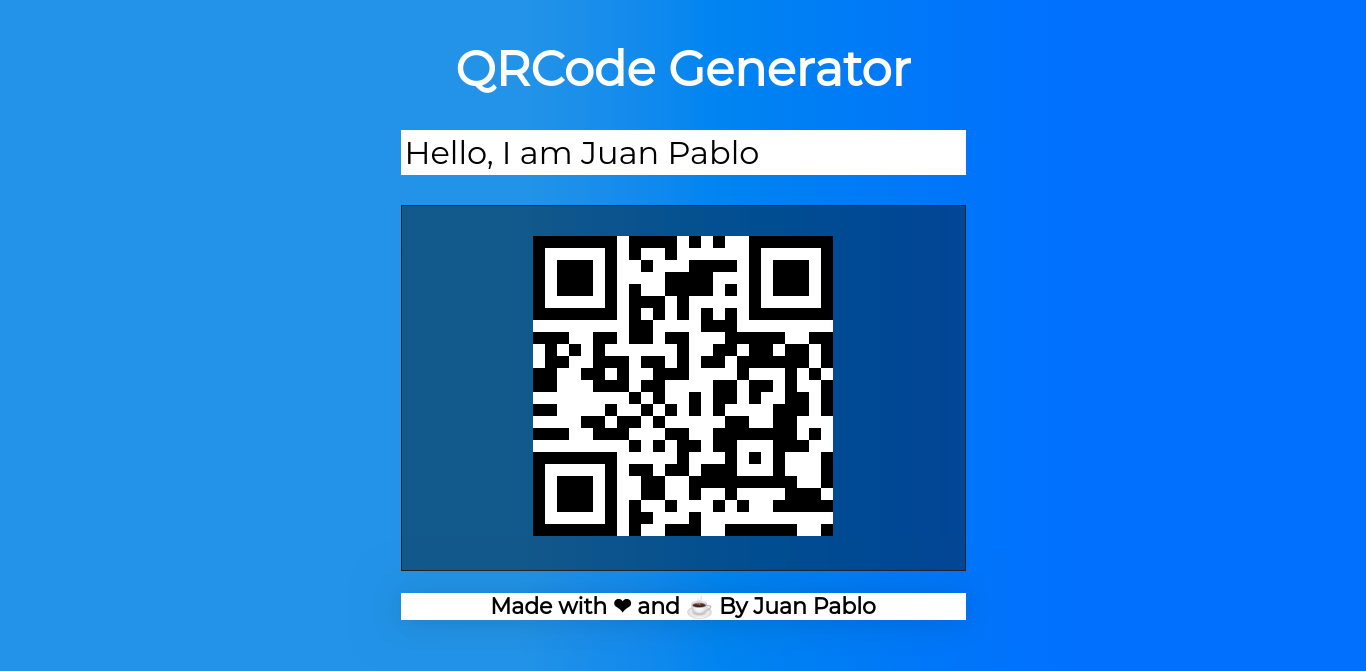 QRCode Generator
Hello, I am Juan Pablo
Made with ❤ and ☕ By Juan Pablo